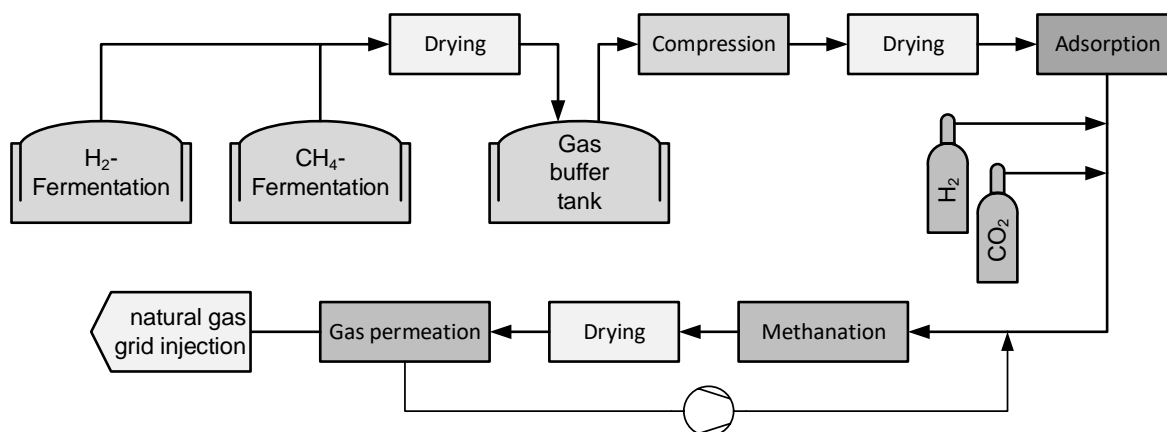 Drying
Compression
Drying
Adsorption
H₂-
Fermentation
CH₄-
Fermentation
Gas
buffer
tank
H₂
CO₂
natural gas
grid injection
Gas permeation
Drying
Methanation